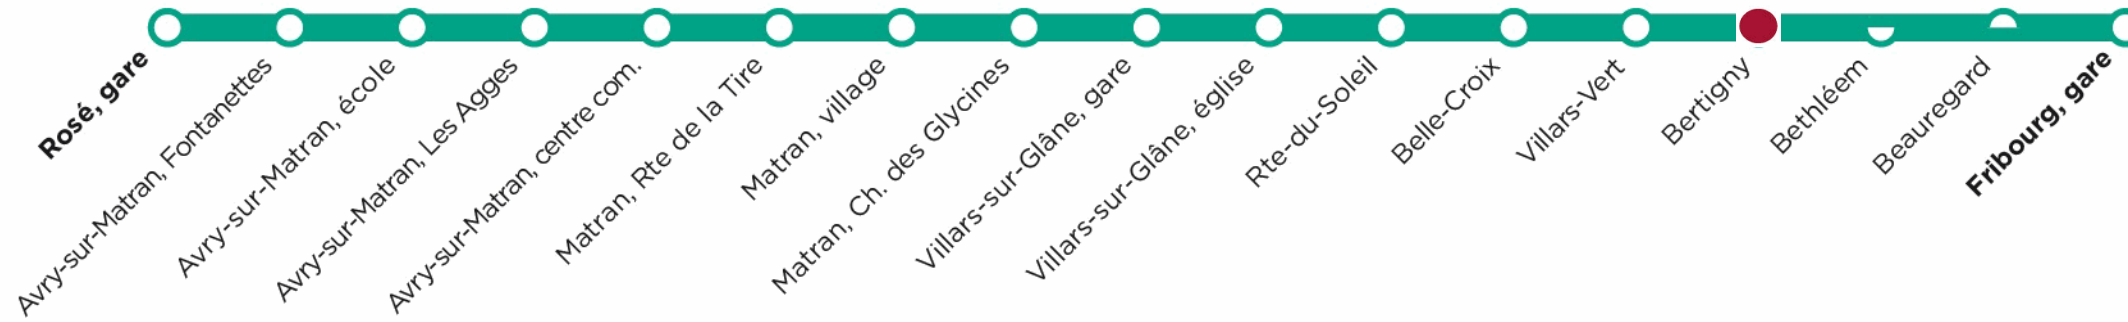 Rosé, gare
Avry-sur-Matran, Fontanettes
Avry-sur-Matran, école
Avry-sur-Matran, Les Agges
Avry-sur-Matran, centre com.
Matran, Rte de la Tire
Matran, village
Matran, Ch. des Glycines
Villars-sur-Glâne, gare
Villars-sur-Glâne, église
Rte-du-Soleil
Belle-Croix
Villars-Vert
Bertigny
Bethléem
Beauregard
Fribourg, gare